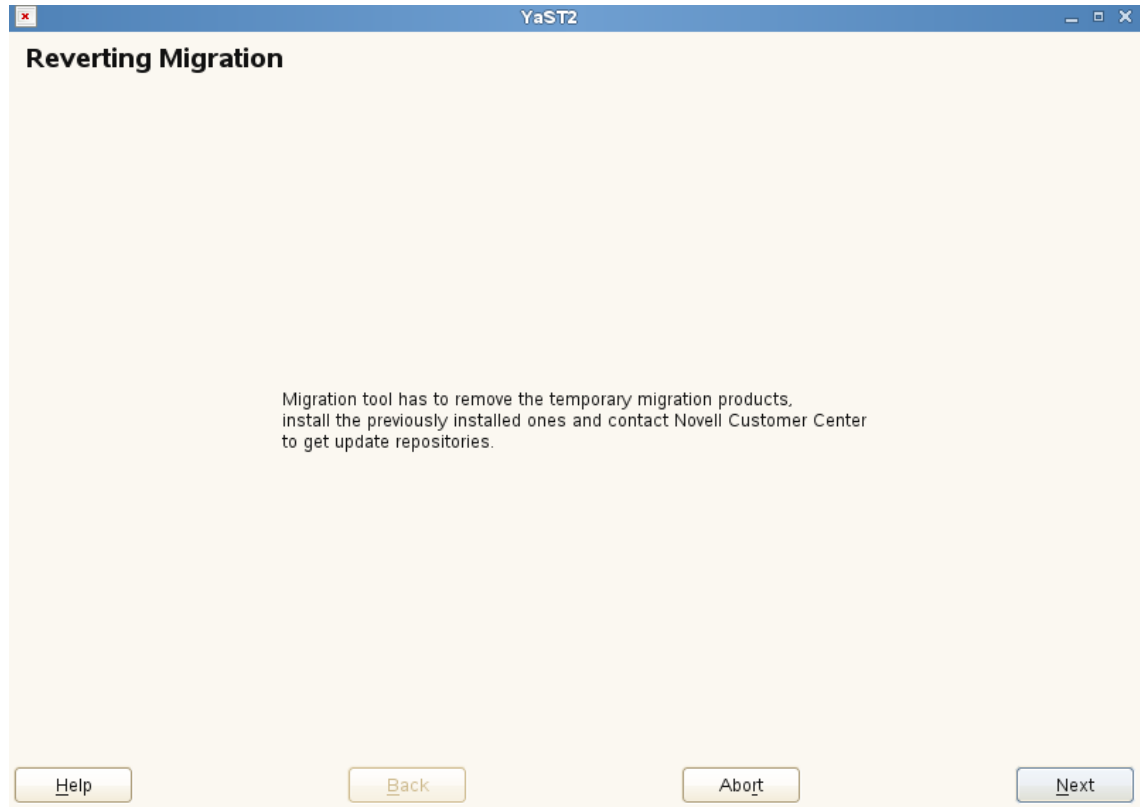 YaST2
Reverting Migration
Migration tool has to remove the temporary migration products,
install the previously installed ones and contact Novell Customer Center
to get update repositories.
Help
Back
Abort
Next